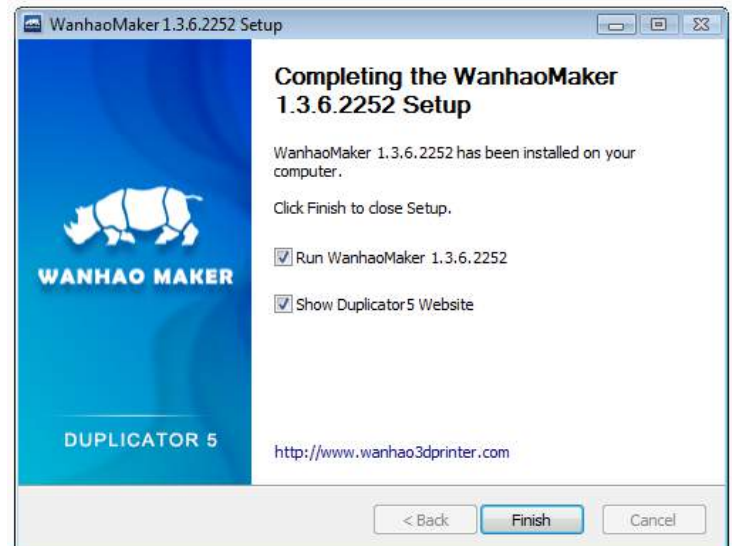 WanhaoMaker 1.3.6.2252 Setup
Completing the WanhaoMaker
1.3.6.2252 Setup
WanhaoMaker 1.3.6.2252 has been installed on your
computer.
Click Finish to close Setup.
Run WanhaoMaker 1.3.6.2252
WANHAO MAKER
Show Duplicator5 Website
DUPLICATOR 5
http://www.wanhao3dprinter.com
< Back
Finish
Cancel